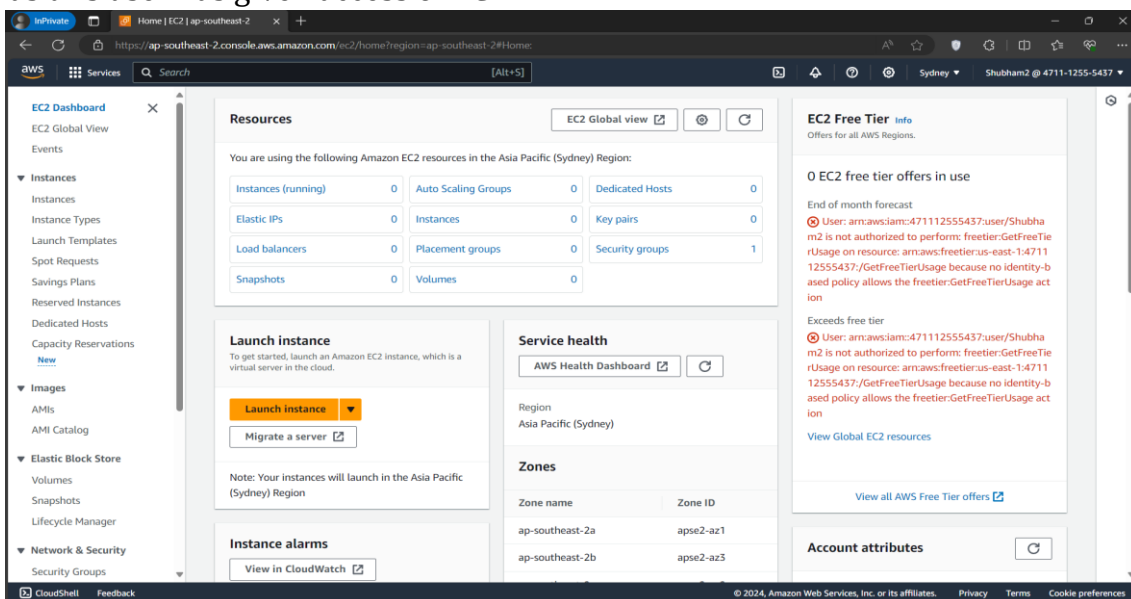 InPrivate
Home | EC2 | ap-southeast-2
https://ap-southeast-2.console.aws.amazon.com/ec2/home?region=ap-southeast-2#Home:
aws
Services
Search
[Alt+S]
Sydney
Shubham2 @ 4711-1255-5437
EC2 Dashboard
EC2 Global View
Events
Instances
Instances
Instance Types
Launch Templates
Spot Requests
Savings Plans
Reserved Instances
Dedicated Hosts
Capacity Reservations
New
Images
AMIs
AMI Catalog
Elastic Block Store
Volumes
Snapshots
Lifecycle Manager
Network & Security
Security Groups
Resources
EC2 Global view
You are using the following Amazon EC2 resources in the Asia Pacific (Sydney) Region:
Instances (running) 0
Auto Scaling Groups 0
Dedicated Hosts 0
Elastic IPs 0
Instances 0
Key pairs 0
Load balancers 0
Placement groups 0
Security groups 1
Snapshots 0
Volumes 0
Launch instance
To get started, launch an Amazon EC2 instance, which is a
virtual server in the cloud.
Launch instance
Migrate a server
Note: Your instances will launch in the Asia Pacific
(Sydney) Region
Instance alarms
View in CloudWatch
Service health
AWS Health Dashboard
Region
Asia Pacific (Sydney)
Zones
Zone name Zone ID
ap-southeast-2a apse2-az1
ap-southeast-2b apse2-az3
EC2 Free Tier Info
Offers for all AWS Regions.
0 EC2 free tier offers in use
End of month forecast
User: arn:aws:iam::471112555437:user/Shubha
m2 is not authorized to perform: freetier:GetFreeTie
rUsage on resource: arn:aws:freetier:us-east-1:4711
12555437:/GetFreeTierUsage because no identity-b
ased policy allows the freetier:GetFreeTierUsage act
ion
Exceeds free tier
User: arn:aws:iam::471112555437:user/Shubha
m2 is not authorized to perform: freetier:GetFreeTie
rUsage on resource: arn:aws:freetier:us-east-1:4711
12555437:/GetFreeTierUsage because no identity-b
ased policy allows the freetier:GetFreeTierUsage act
ion
View Global EC2 resources
View all AWS Free Tier offers
Account attributes
CloudShell
Feedback
© 2024, Amazon Web Services, Inc. or its affiliates.
Privacy
Terms
Cookie preferences